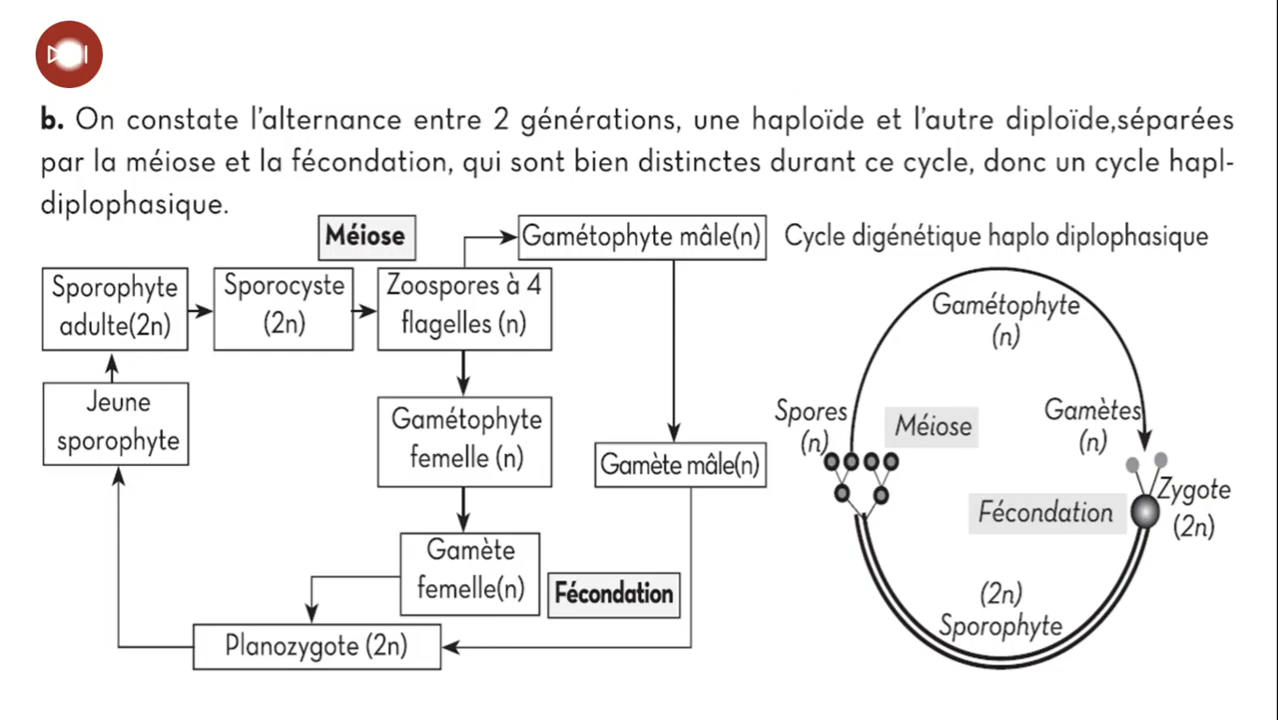 b. On constate l'alternance entre 2 générations, une haploïde et l'autre diploïde,séparées
par la méiose et la fécondation, qui sont bien distinctes durant ce cycle, donc un cycle hapl-
diplophasique.
Méiose
Gamétophyte mâle(n)
Sporophyte
adulte(2n)
Sporocyste
(2n)
Zoospores à 4
flagelles (n)
Jeune
sporophyte
Gamétophyte
femelle (n)
Gamète mâle(n)
Gamète
femelle(n)
Fécondation
Planozygote (2n)
Cycle digénétique haplo diplophasique
Gamétophyte
(n)
Spores
(n)
Méiose
Gamètes
(n)
Fécondation
Zygote
(2n)
(2n)
Sporophyte